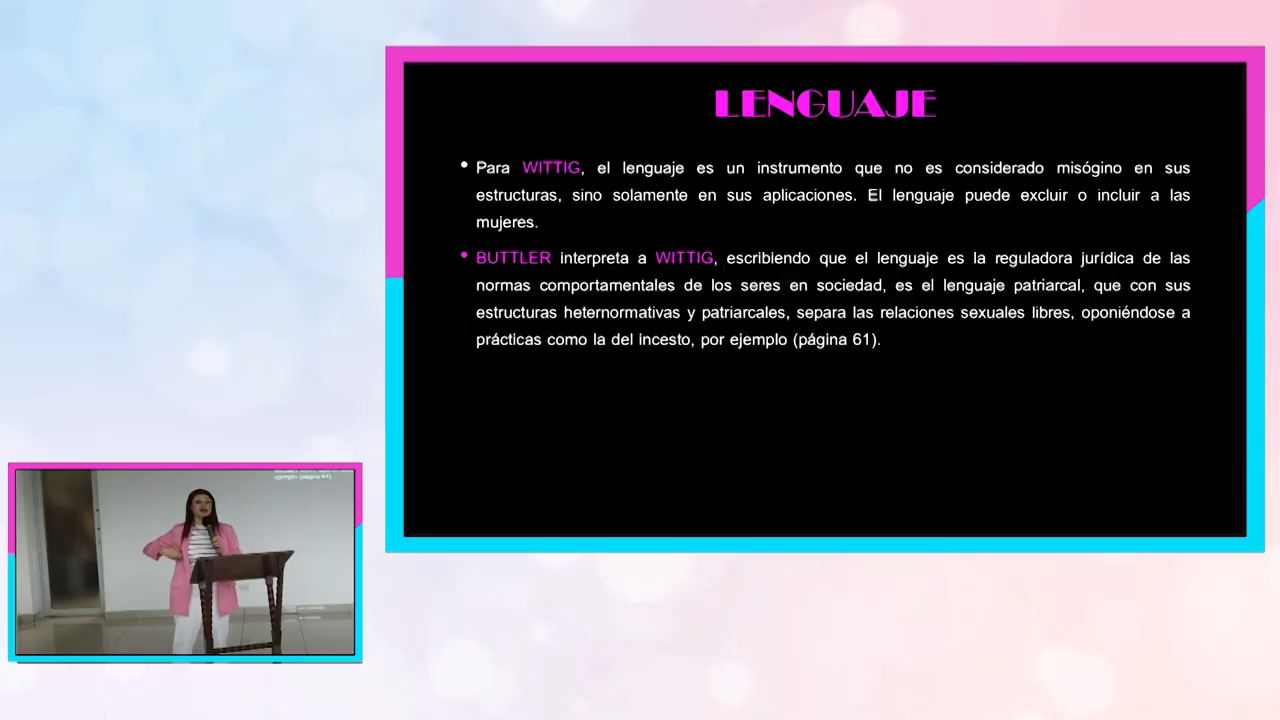 LENGUAJE
• Para WITTIG, el lenguaje es un instrumento que no es considerado misógino en sus
estructuras, sino solamente en sus aplicaciones. El lenguaje puede excluir o incluir a las
mujeres.
• BUTTLER interpreta a WITTIG, escribiendo que el lenguaje es la reguladora jurídica de las
normas comportamentales de los seres en sociedad, es el lenguaje patriarcal, que con sus
estructuras heternormativas y patriarcales, separa las relaciones sexuales libres, oponiéndose a
prácticas como la del incesto, por ejemplo (página 61).
ejemplo (página 61).